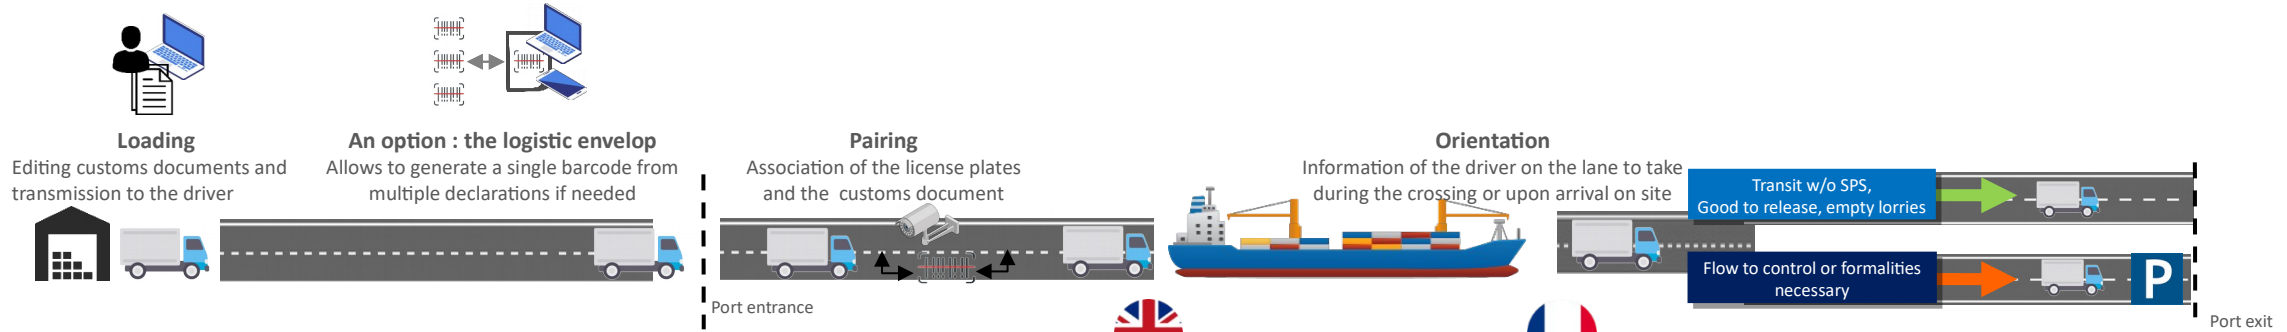 Loading
Editing customs documents and
transmission to the driver
An option : the logistic envelop
Allows to generate a single barcode from
multiple declarations if needed
Pairing
Association of the license plates
and the customs document
Orientation
Information of the driver on the lane to take
during the crossing or upon arrival on site
Transit w/o SPS,
Good to release, empty lorries
Flow to control or formalities
necessary
P
Port entrance
Port exit